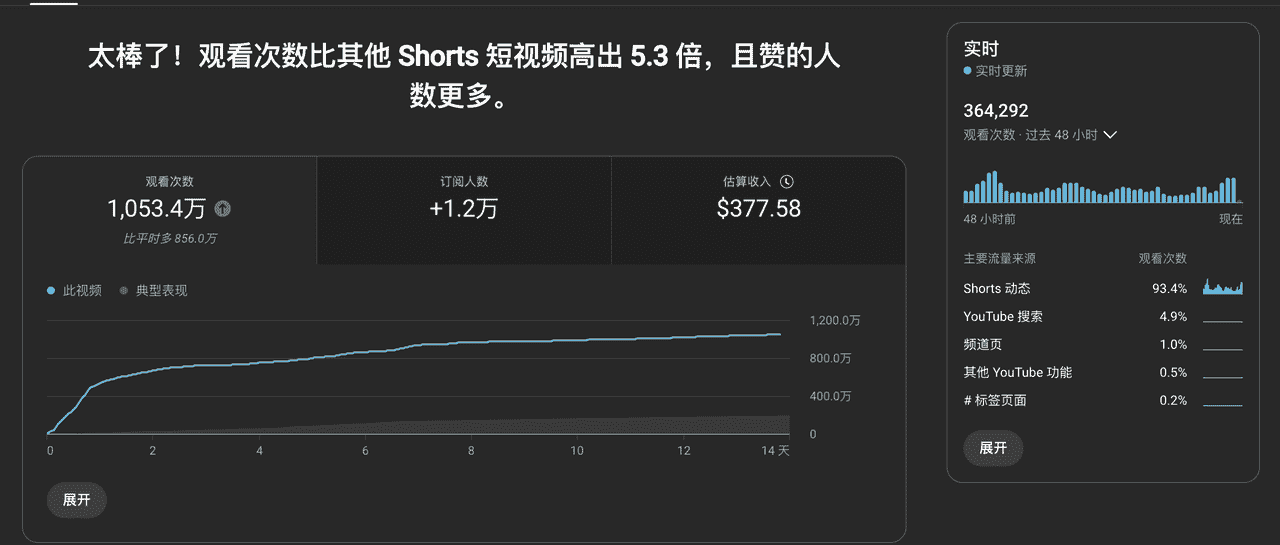 太棒了！观看次数比其他 Shorts 短视频高出 5.3 倍，且赞的人
数更多。
观看次数
1,053.4万
比平时多 856.0万
订阅人数
+1.2万
估算收入
$377.58
此视频
典型表现
1,200.0万
800.0万
400.0万
0
0 2 4 6 8 10 12 14 天
展开
实时
实时更新
364,292
观看次数 · 过去 48 小时
48 小时前 现在
主要流量来源 观看次数
Shorts 动态 93.4%
YouTube 搜索 4.9%
频道页 1.0%
其他 YouTube 功能 0.5%
# 标签页面 0.2%
展开